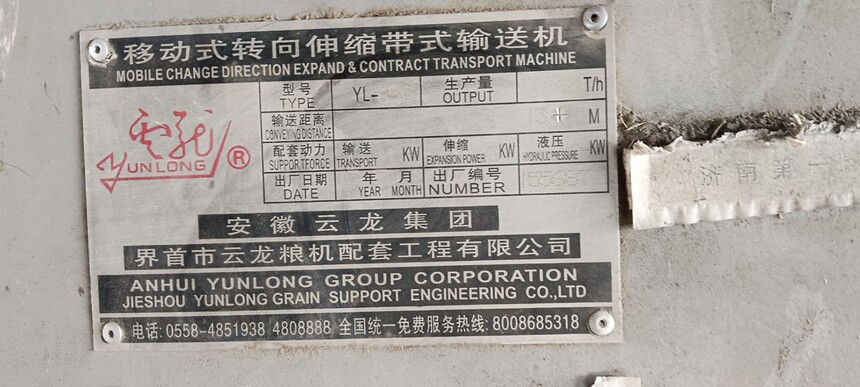 移动式转向伸缩带式输送机
MOBILE CHANGE DIRECTION EXPAND & CONTRACT TRANSPORT MACHINE
型号 TYPE YL- 生产量 OUTPUT T/h
输送距离 CONVEYING DISTANCE M
配套动力 SUPPORTFORCE 输送 TRANSPORT KW 伸缩 EXPANSION POWER KW 液压 HYDRAULIC PRESSURE KW
出厂日期 DATE 年 YEAR 月 MONTH 出厂编号 NUMBER
云龙
YUNLONG ®
安徽云龙集团
界首市云龙粮机配套工程有限公司
ANHUI YUNLONG GROUP CORPORATION
JIESHOU YUNLONG GRAIN SUPPORT ENGINEERING CO.,LTD
电话: 0558-4851938 4808888 全国统一免费服务热线: 8008685318
济南第一